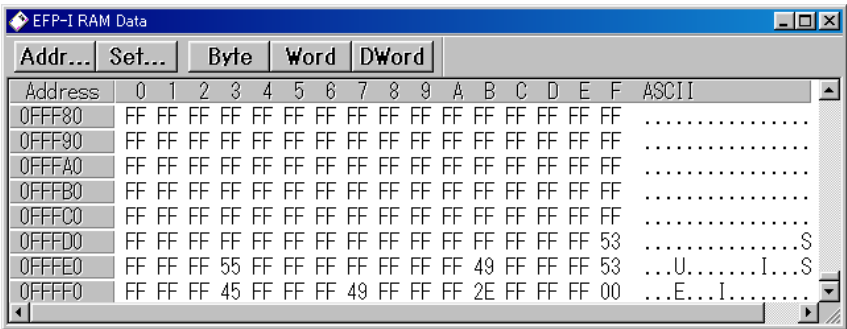 EFP-I RAM Data
Addr... Set... Byte Word DWord
Address 0 1 2 3 4 5 6 7 8 9 A B C D E F ASCII
0FFF80 FF FF FF FF FF FF FF FF FF FF FF FF FF FF FF FF ................
0FFF90 FF FF FF FF FF FF FF FF FF FF FF FF FF FF FF FF ................
0FFFA0 FF FF FF FF FF FF FF FF FF FF FF FF FF FF FF FF ................
0FFFB0 FF FF FF FF FF FF FF FF FF FF FF FF FF FF FF FF ................
0FFFC0 FF FF FF FF FF FF FF FF FF FF FF FF FF FF FF FF ................
0FFFD0 FF FF FF FF FF FF FF FF FF FF FF FF FF FF FF 53 ...............S
0FFFE0 FF FF FF 55 FF FF FF FF FF FF FF 49 FF FF FF 53 ...U.......I...S
0FFFF0 FF FF FF 45 FF FF FF 49 FF FF FF 2E FF FF FF 00 ...E...I........